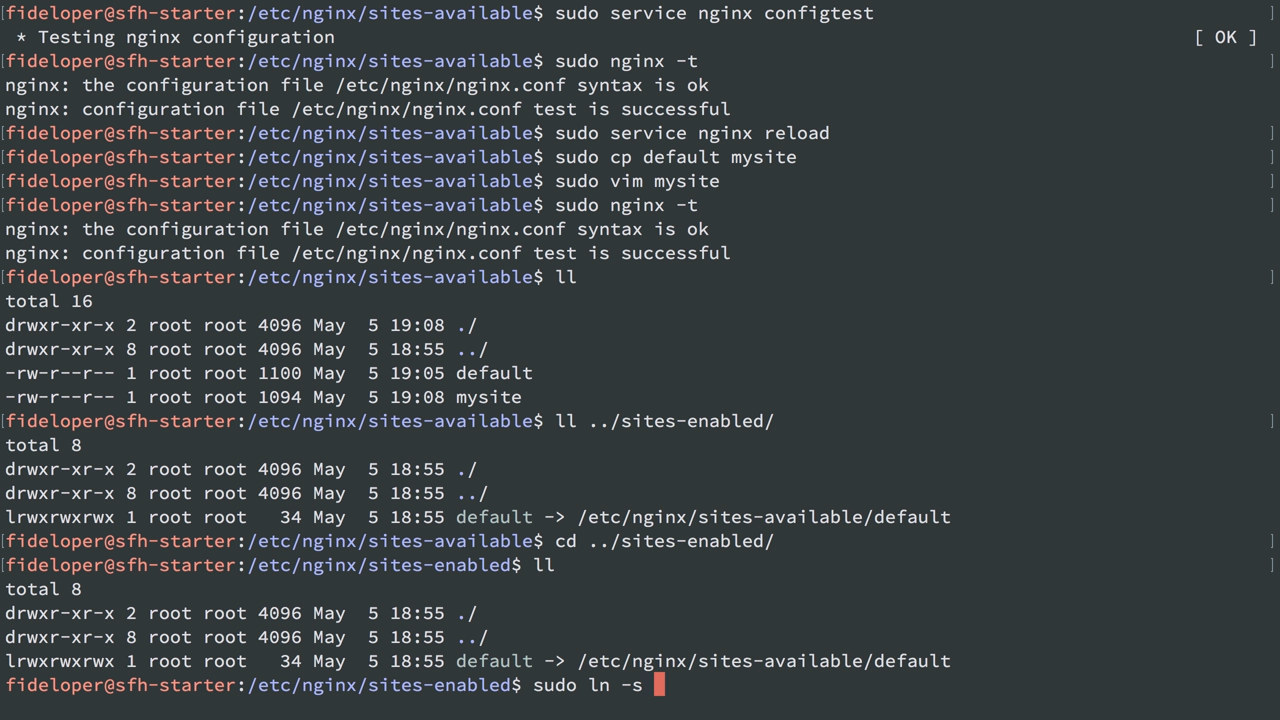 [fideloper@sfh-starter:/etc/nginx/sites-available$ sudo service nginx configtest ]
 * Testing nginx configuration [ OK ]
[fideloper@sfh-starter:/etc/nginx/sites-available$ sudo nginx -t ]
nginx: the configuration file /etc/nginx/nginx.conf syntax is ok
nginx: configuration file /etc/nginx/nginx.conf test is successful
[fideloper@sfh-starter:/etc/nginx/sites-available$ sudo service nginx reload ]
[fideloper@sfh-starter:/etc/nginx/sites-available$ sudo cp default mysite ]
[fideloper@sfh-starter:/etc/nginx/sites-available$ sudo vim mysite ]
[fideloper@sfh-starter:/etc/nginx/sites-available$ sudo nginx -t ]
nginx: the configuration file /etc/nginx/nginx.conf syntax is ok
nginx: configuration file /etc/nginx/nginx.conf test is successful
[fideloper@sfh-starter:/etc/nginx/sites-available$ ll ]
total 16
drwxr-xr-x 2 root root 4096 May  5 19:08 ./
drwxr-xr-x 8 root root 4096 May  5 18:55 ../
-rw-r--r-- 1 root root 1100 May  5 19:05 default
-rw-r--r-- 1 root root 1094 May  5 19:08 mysite
[fideloper@sfh-starter:/etc/nginx/sites-available$ ll ../sites-enabled/ ]
total 8
drwxr-xr-x 2 root root 4096 May  5 18:55 ./
drwxr-xr-x 8 root root 4096 May  5 18:55 ../
lrwxrwxrwx 1 root root   34 May  5 18:55 default -> /etc/nginx/sites-available/default
[fideloper@sfh-starter:/etc/nginx/sites-available$ cd ../sites-enabled/ ]
[fideloper@sfh-starter:/etc/nginx/sites-enabled$ ll ]
total 8
drwxr-xr-x 2 root root 4096 May  5 18:55 ./
drwxr-xr-x 8 root root 4096 May  5 18:55 ../
lrwxrwxrwx 1 root root   34 May  5 18:55 default -> /etc/nginx/sites-available/default
fideloper@sfh-starter:/etc/nginx/sites-enabled$ sudo ln -s